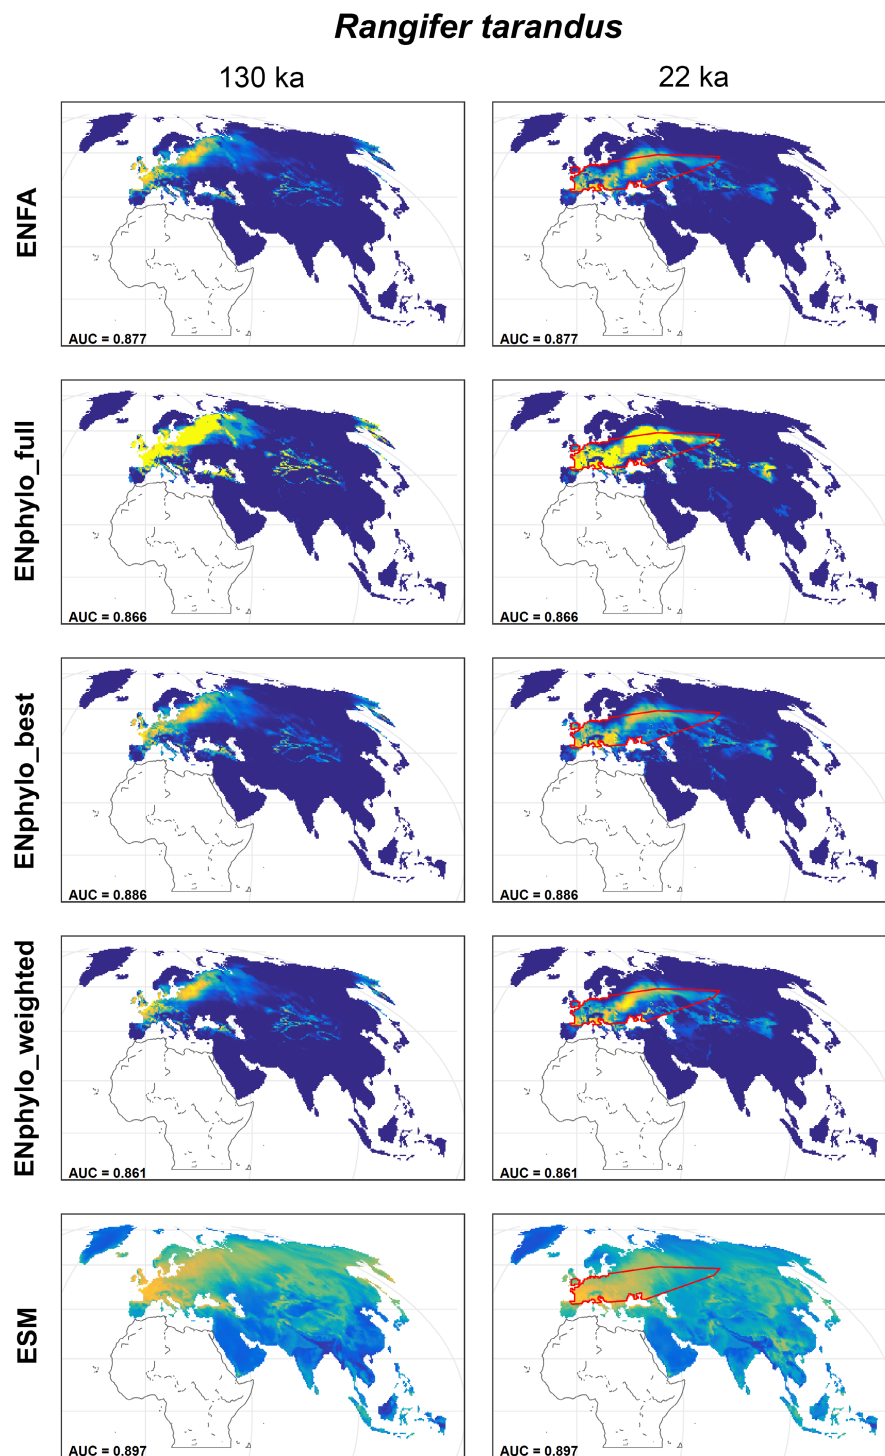 Rangifer tarandus
130 ka
22 ka
ENFA
AUC = 0.877
AUC = 0.877
ENphylo_full
AUC = 0.866
AUC = 0.866
ENphylo_best
AUC = 0.886
AUC = 0.886
ENphylo_weighted
AUC = 0.861
AUC = 0.861
ESM
AUC = 0.897
AUC = 0.897